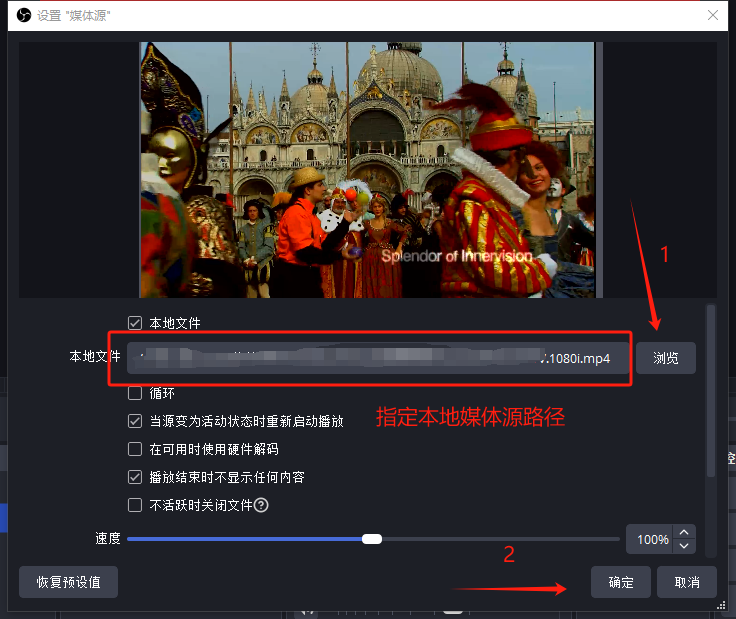 设置 "媒体源"
Splendor of Innervision
1
本地文件
本地文件
.1080i.mp4
浏览
循环
指定本地媒体源路径
当源变为活动状态时重新启动播放
在可用时使用硬件解码
播放结束时不显示任何内容
不活跃时关闭文件?
速度
100%
2
恢复预设值
确定
取消